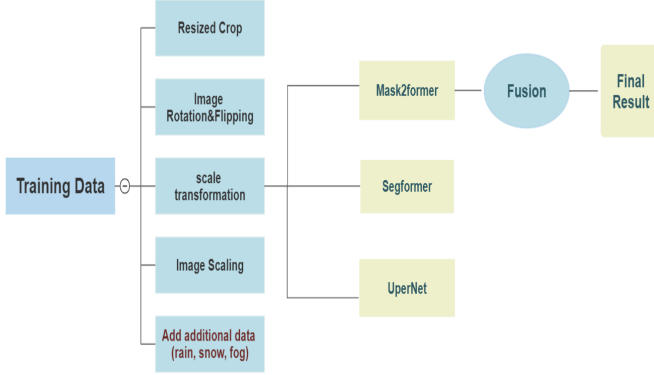 Resized Crop
Image
Rotation&Flipping
Training Data
scale
transformation
Image Scaling
Add additional data
(rain, snow, fog)
Mask2former
Segformer
UperNet
Fusion
Final
Result